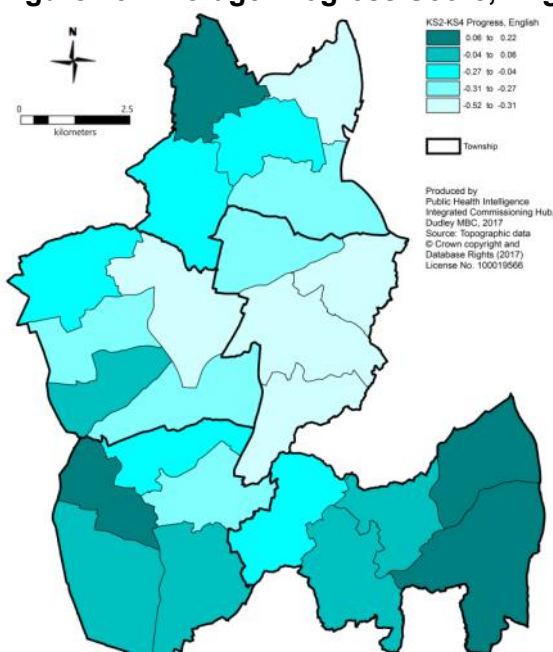 KS2-KS4 Progress, English
0.06 to 0.22
-0.04 to 0.06
-0.27 to -0.04
-0.31 to -0.27
-0.52 to -0.31
Township
Produced by
Public Health Intelligence
Integrated Commissioning Hub,
Dudley MBC, 2017
Source: Topographic data
© Crown copyright and
Database Rights (2017)
License No. 100019566
N
0 2.5
kilometers